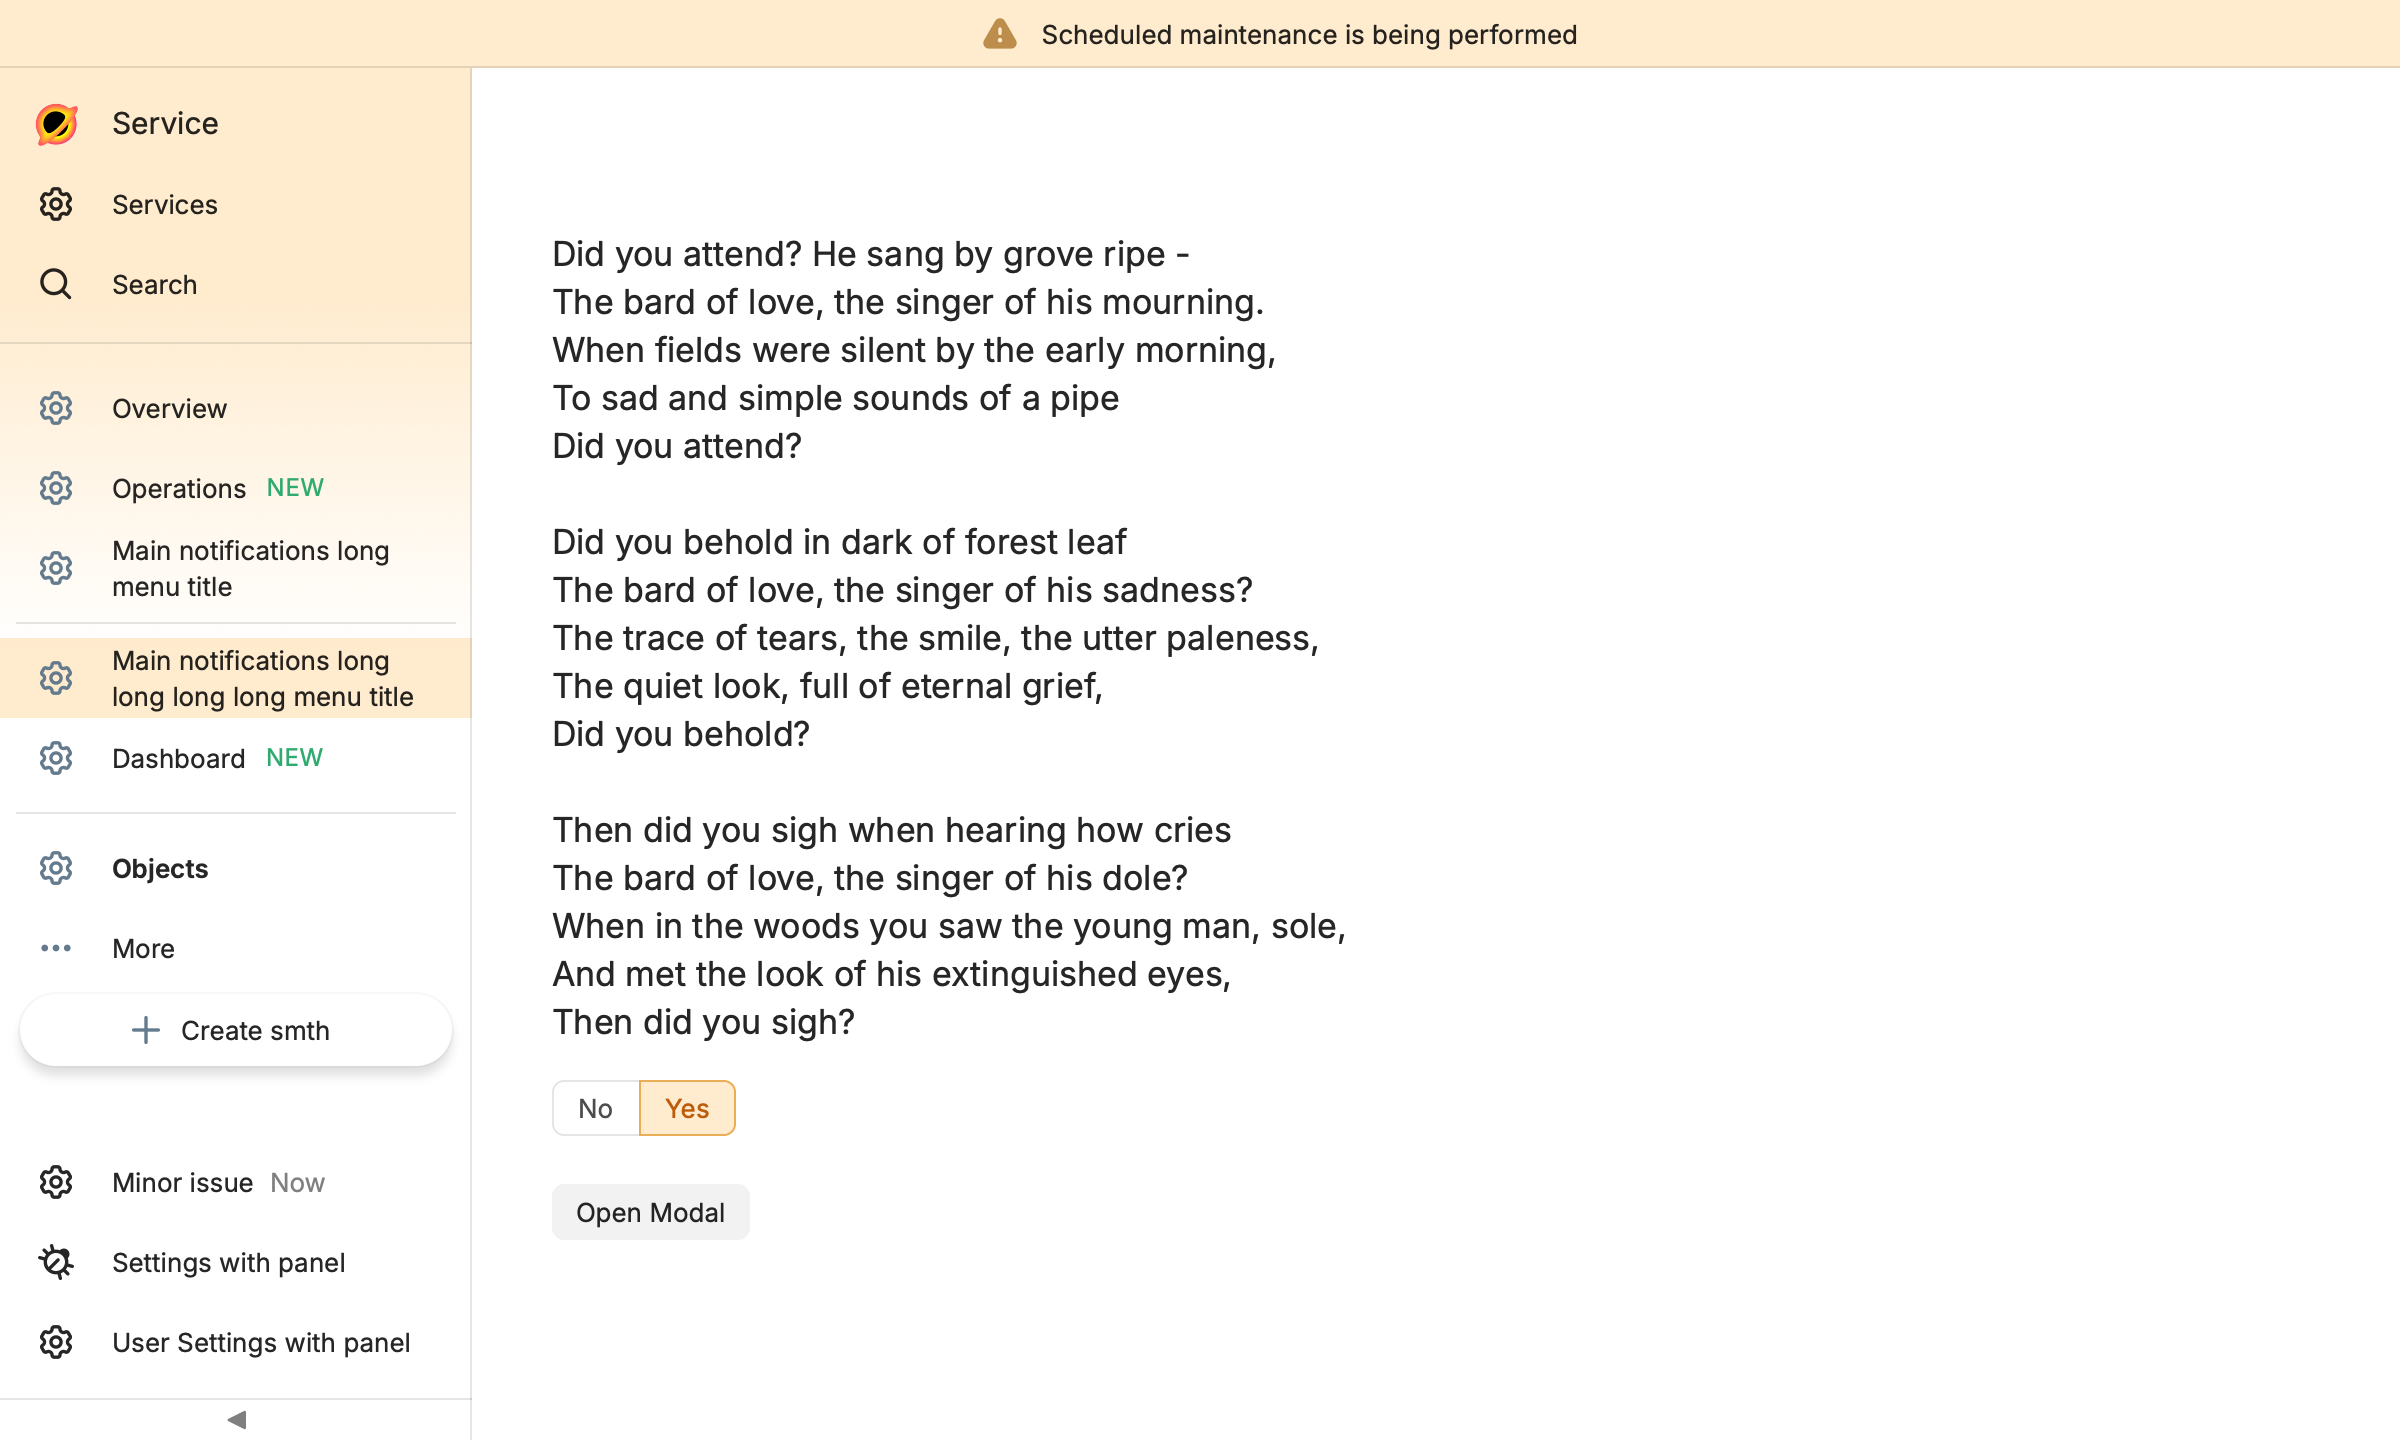 Scheduled maintenance is being performed
Service
Services
Search
Overview
Operations NEW
Main notifications long
menu title
Main notifications long
long long long menu title
Dashboard NEW
Objects
More
Create smth
Minor issue Now
Settings with panel
User Settings with panel
Did you attend? He sang by grove ripe -
The bard of love, the singer of his mourning.
When fields were silent by the early morning,
To sad and simple sounds of a pipe
Did you attend?
Did you behold in dark of forest leaf
The bard of love, the singer of his sadness?
The trace of tears, the smile, the utter paleness,
The quiet look, full of eternal grief,
Did you behold?
Then did you sigh when hearing how cries
The bard of love, the singer of his dole?
When in the woods you saw the young man, sole,
And met the look of his extinguished eyes,
Then did you sigh?
No Yes
Open Modal